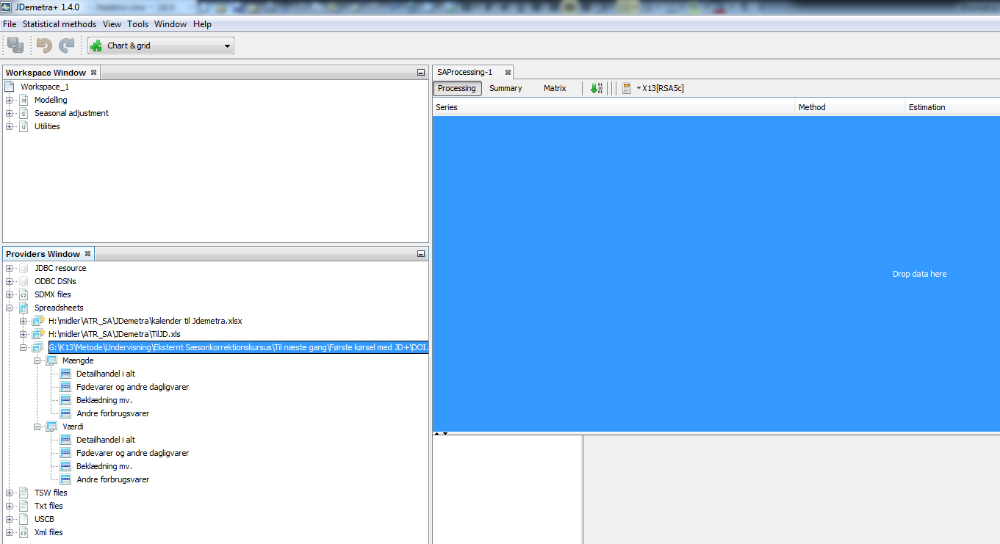 JDemetra+ 1.4.0
File Statistical methods View Tools Window Help
Chart & grid
Workspace Window
Workspace_1
M Modelling
S Seasonal adjustment
U Utilities
Providers Window
JDBC resource
ODBC DSNs
SDMX files
Spreadsheets
H:\midler\ATR_SA\JDemetra\kalender til Jdemetra.xlsx
H:\midler\ATR_SA\JDemetra\TilJD.xls
G:\K13\Metode\Undervisning\Eksternt Sæsonkorrektionskursus\Til næste gang\Første kørsel med JD+\DOI.
Mængde
Detailhandel i alt
Fødevarer og andre dagligvarer
Beklædning mv.
Andre forbrugsvarer
Værdi
Detailhandel i alt
Fødevarer og andre dagligvarer
Beklædning mv.
Andre forbrugsvarer
TSW files
Txt files
USCB
Xml files
SAProcessing-1
Processing Summary Matrix X13[RSA5c]
Series Method Estimation
Drop data here